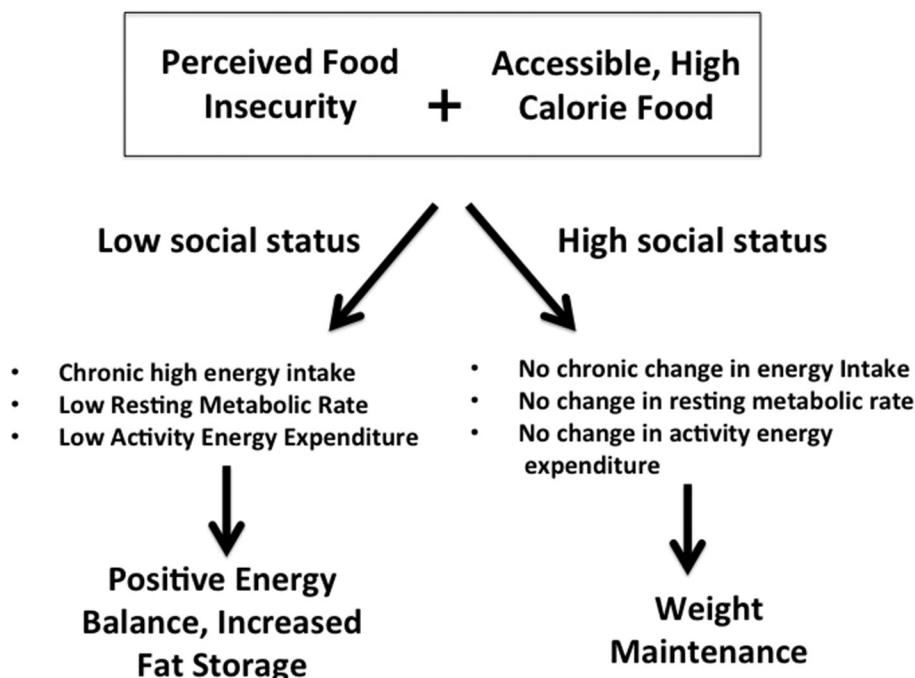 Perceived Food
Insecurity
+
Accessible, High
Calorie Food
Low social status
High social status
• Chronic high energy intake
• Low Resting Metabolic Rate
• Low Activity Energy Expenditure
• No chronic change in energy Intake
• No change in resting metabolic rate
• No change in activity energy
expenditure
Positive Energy
Balance, Increased
Fat Storage
Weight
Maintenance